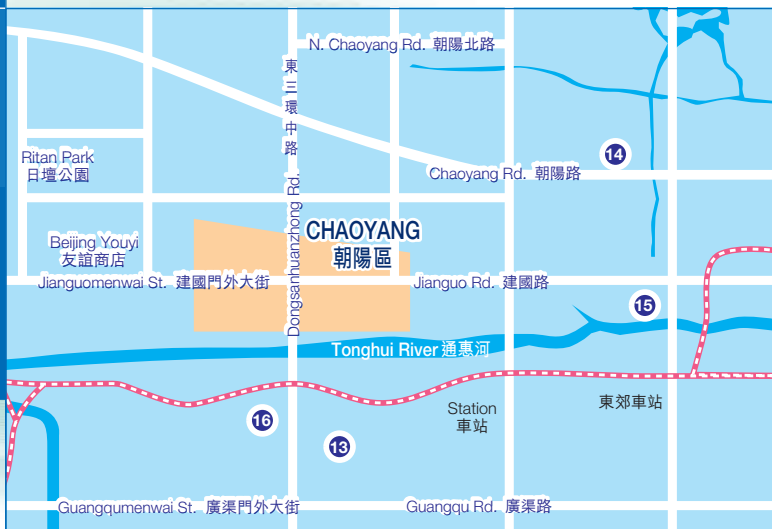 N. Chaoyang Rd. 朝陽北路
東三環中路
Ritan Park
日壇公園
14
Chaoyang Rd. 朝陽路
Dongsanhuanzhong Rd.
CHAOYANG
朝陽區
Beijing Youyi
友誼商店
Jianguomenwai St. 建國門外大街
Jianguo Rd. 建國路
15
Tonghui River 通惠河
Station
車站
東郊車站
16
13
Guangqumenwai St. 廣渠門外大街
Guangqu Rd. 廣渠路